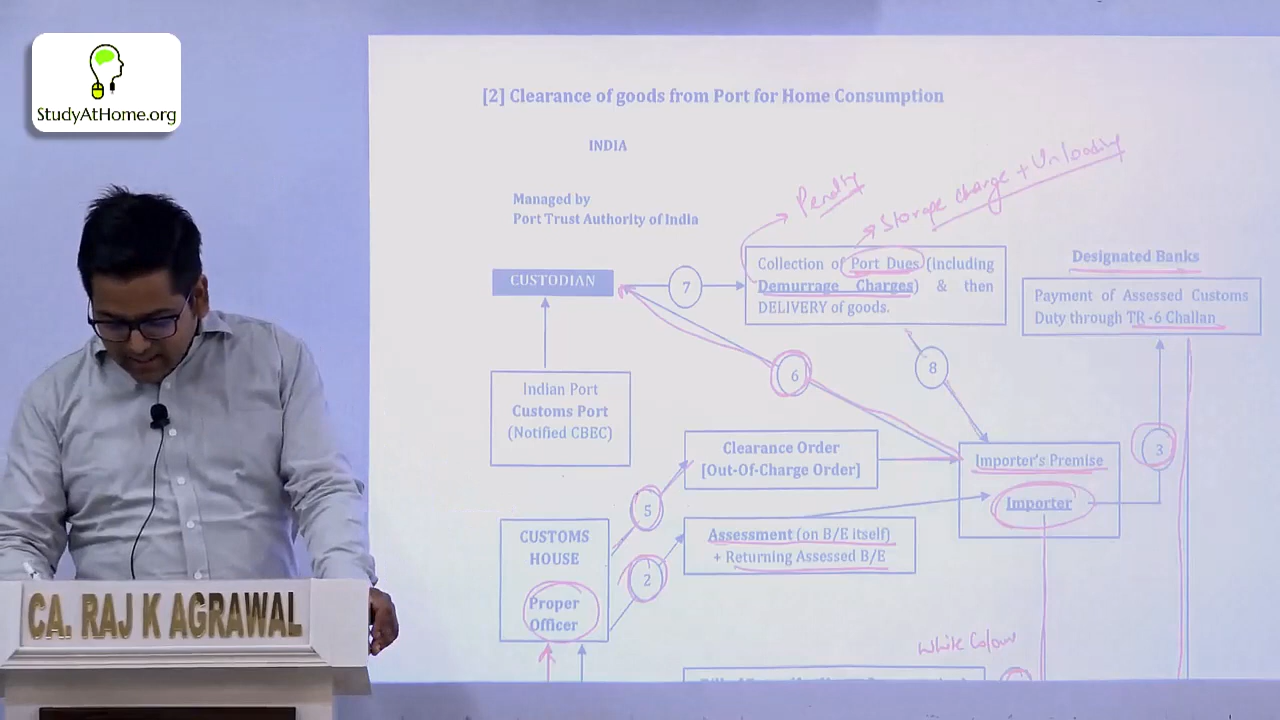 StudyAtHome.org
[2] Clearance of goods from Port for Home Consumption
INDIA
Managed by
Port Trust Authority of India
Penalty
Storage charge + Unloading
CUSTODIAN
7
Collection of Port Dues (including
Demurrage Charges) & then
DELIVERY of goods.
Designated Banks
Payment of Assessed Customs
Duty through TR -6 Challan
6
8
Indian Port
Customs Port
(Notified CBEC)
Clearance Order
[Out-Of-Charge Order]
Importer's Premise
Importer
3
5
CUSTOMS
HOUSE
Proper
Officer
2
Assessment (on B/E itself)
+ Returning Assessed B/E
White Colour
CA. RAJ K AGRAWAL